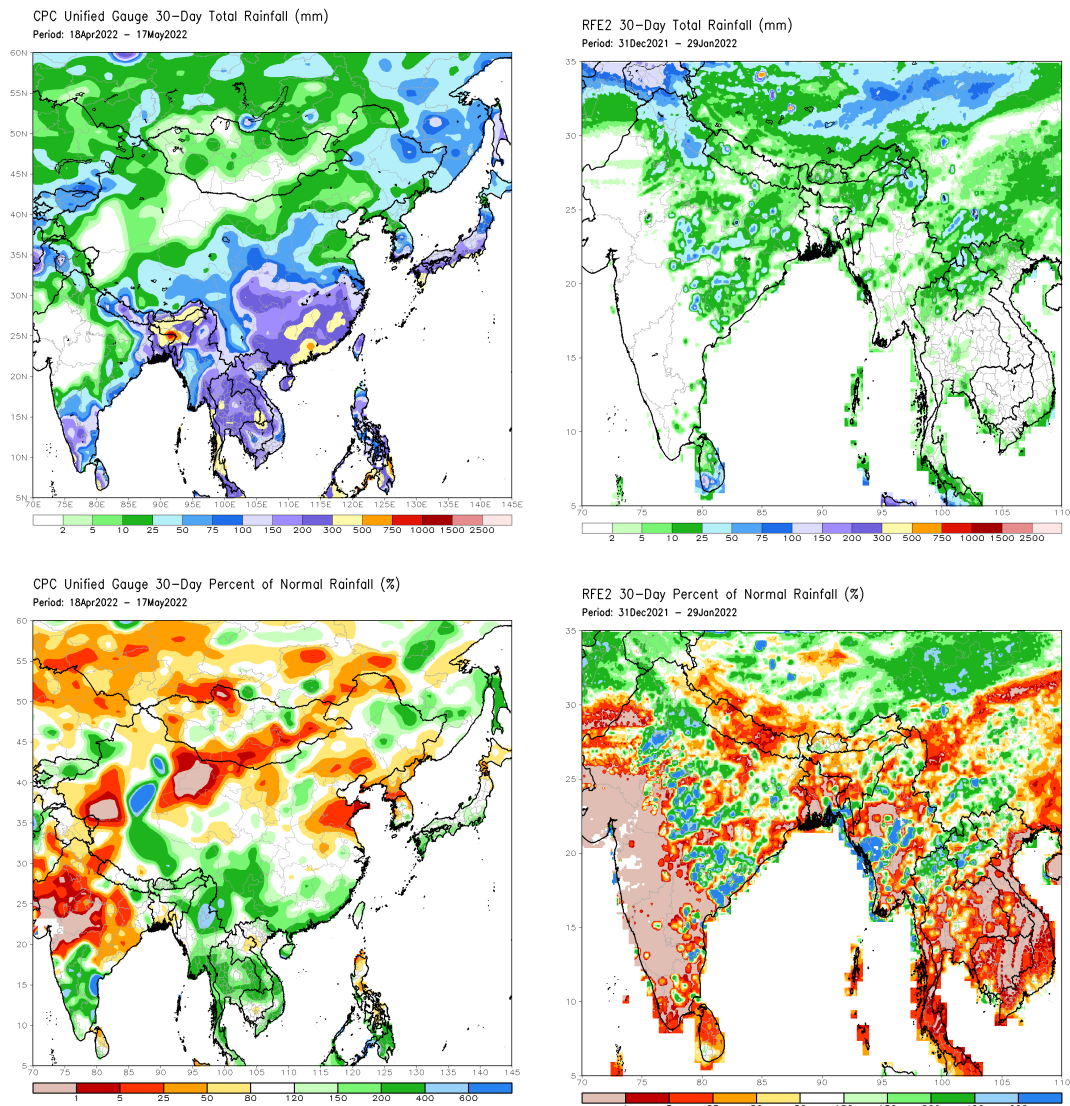 CPC Unified Gauge 30-Day Total Rainfall (mm)
Period: 18Apr2022 – 17May2022
60N
55N
50N
45N
40N
35N
30N
25N
20N
15N
10N
5N
70E 75E 80E 85E 90E 95E 100E 105E 110E 115E 120E 125E 130E 135E 140E 145E
2 5 10 25 50 75 100 150 200 300 500 750 1000 1500 2500
RFE2 30-Day Total Rainfall (mm)
Period: 31Dec2021 – 29Jan2022
35
30
25
20
15
10
5
70 75 80 85 90 95 100 110
2 5 10 25 50 75 100 150 200 300 500 750 1000 1500 2500
CPC Unified Gauge 30-Day Percent of Normal Rainfall (%)
Period: 18Apr2022 – 17May2022
60
55
50
45
40
35
30
25
20
15
10
5
70 75 80 85 90 95 100 105 110 115 120 125 130 135 140 145
1 5 25 50 80 120 150 200 400 600
RFE2 30-Day Percent of Normal Rainfall (%)
Period: 31Dec2021 – 29Jan2022
35
30
25
20
15
10
5
70 75 80 85 90 95 100 110